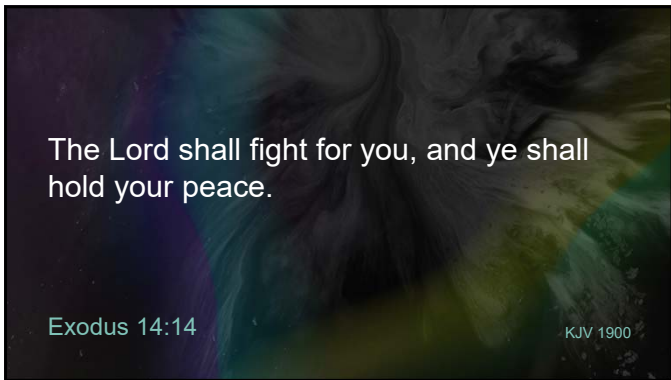 The Lord shall fight for you, and ye shall
hold your peace.
Exodus 14:14
KJV 1900